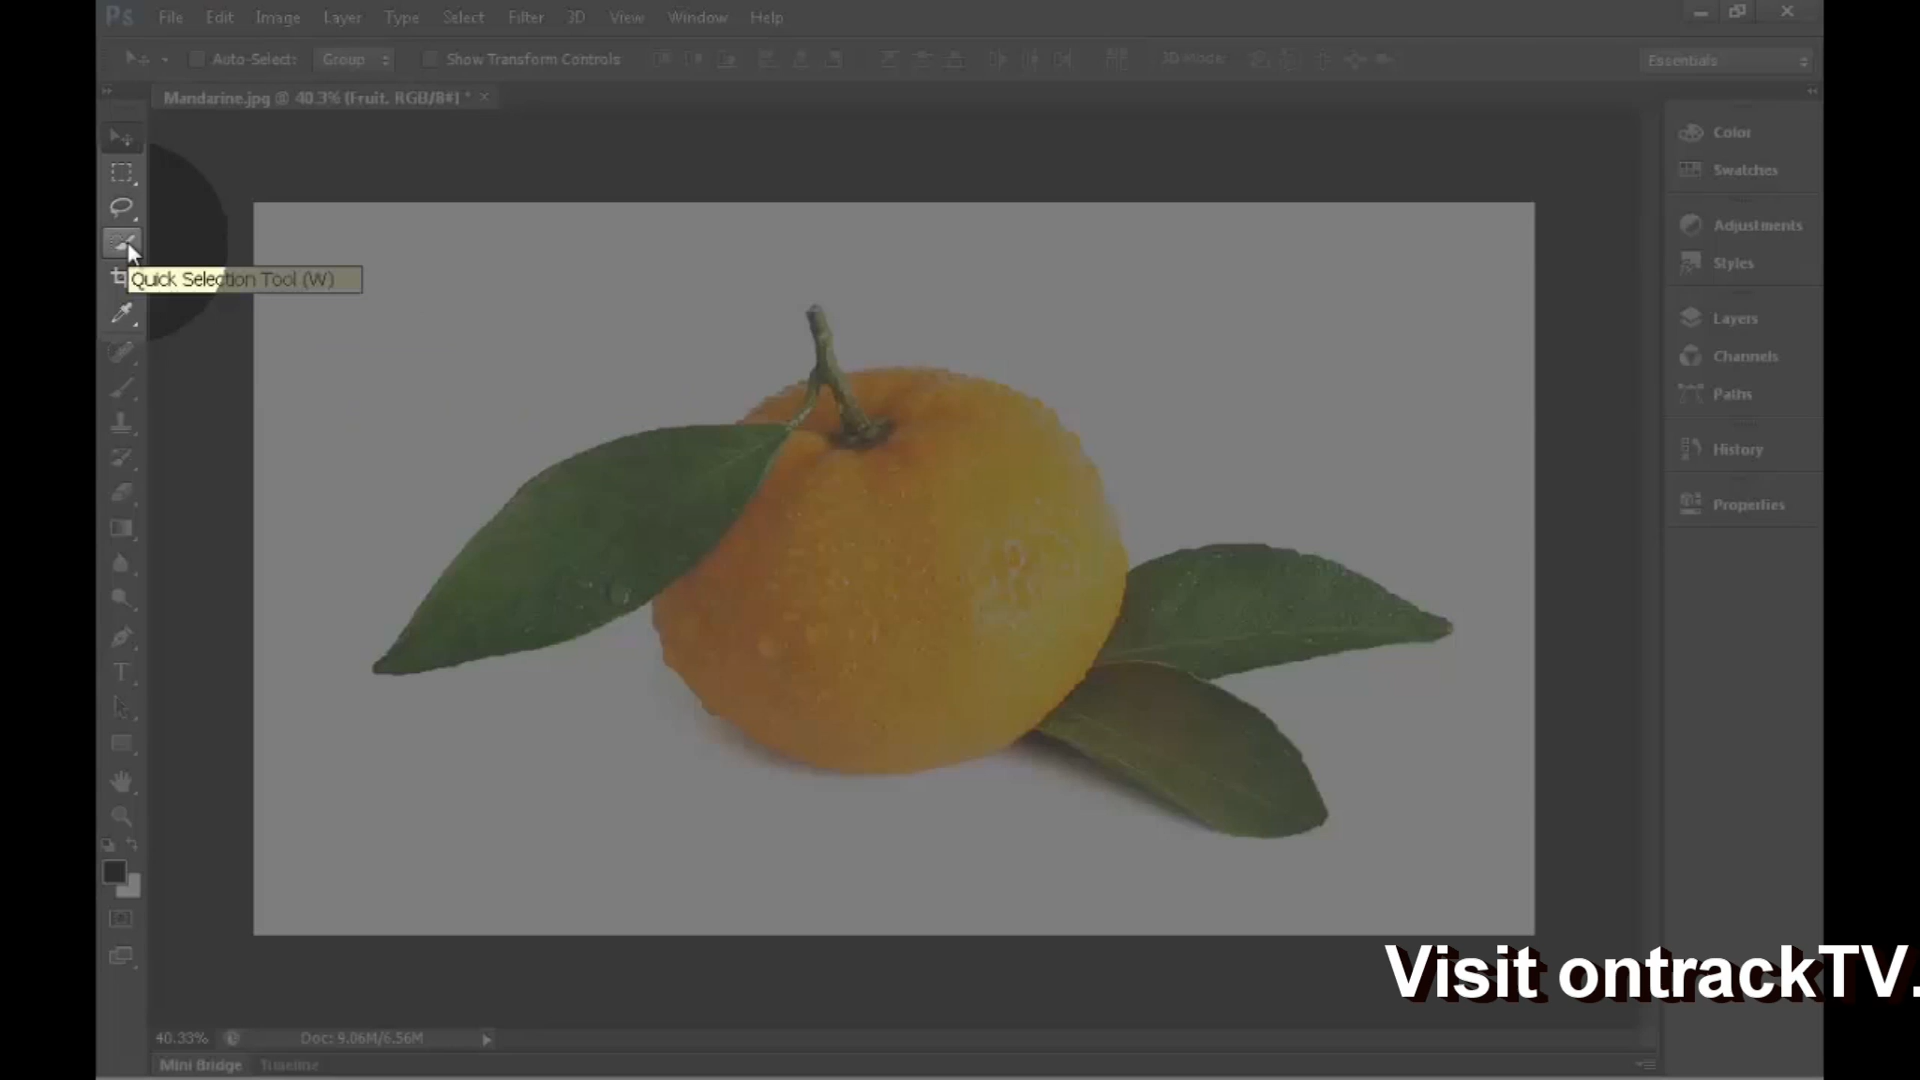 Ps File Edit Image Layer Type Select Filter 3D View Window Help
Auto-Select: Group Show Transform Controls 3D Mode: Essentials
Mandarine.jpg @ 40.3% (Fruit, RGB/8#) * ×
Quick Selection Tool (W)
T
Color
Swatches
Adjustments
Styles
Layers
Channels
Paths
History
Properties
Visit ontrackTV.
40.33% Doc: 9.06M/6.56M
Mini Bridge Timeline